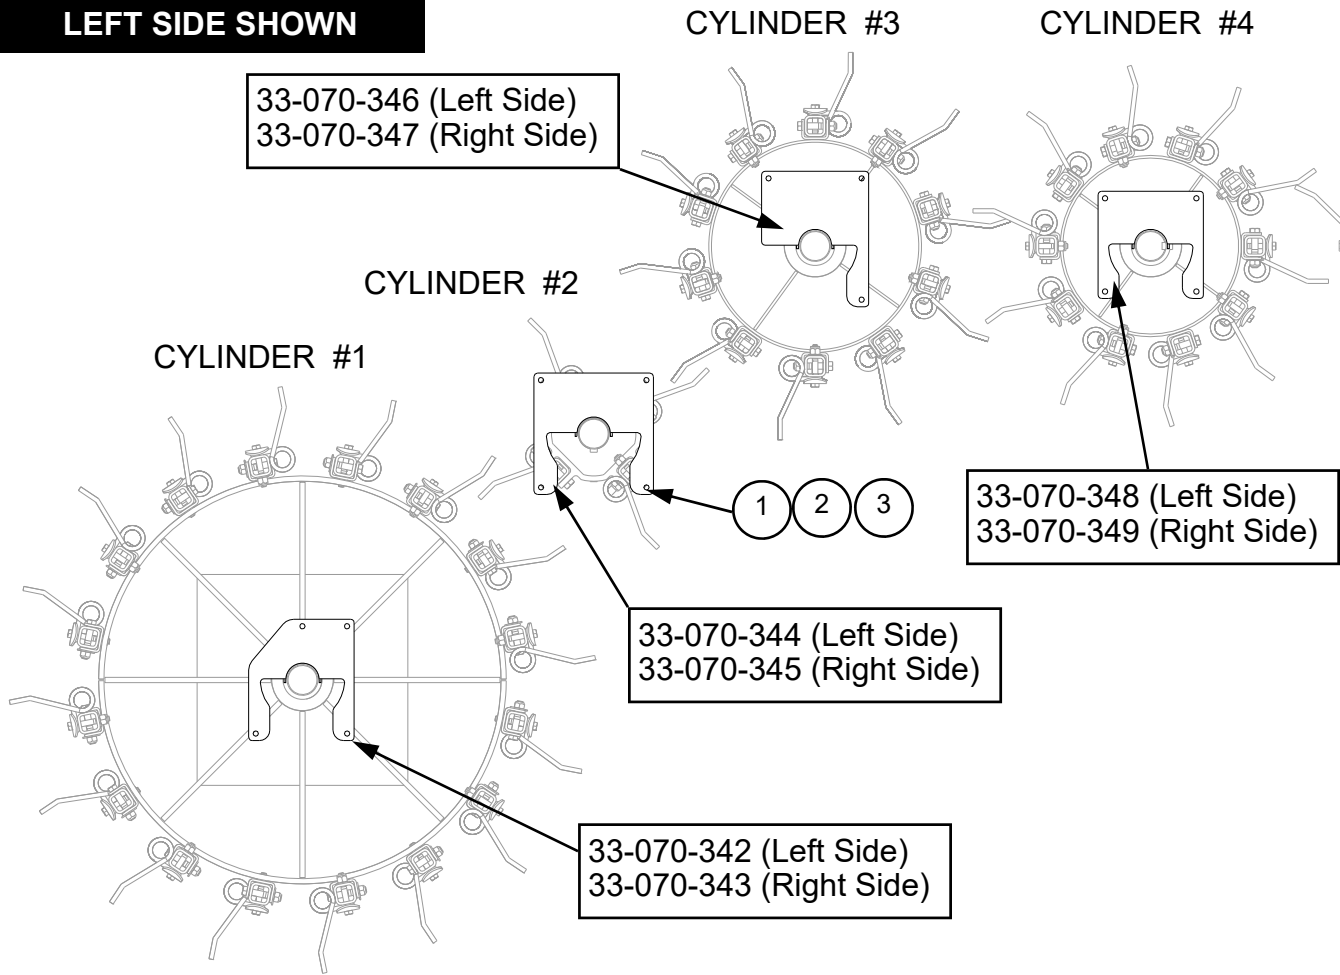 LEFT SIDE SHOWN
CYLINDER #3
CYLINDER #4
33-070-346 (Left Side)
33-070-347 (Right Side)
CYLINDER #2
CYLINDER #1
33-070-348 (Left Side)
33-070-349 (Right Side)
1 2 3
33-070-344 (Left Side)
33-070-345 (Right Side)
33-070-342 (Left Side)
33-070-343 (Right Side)